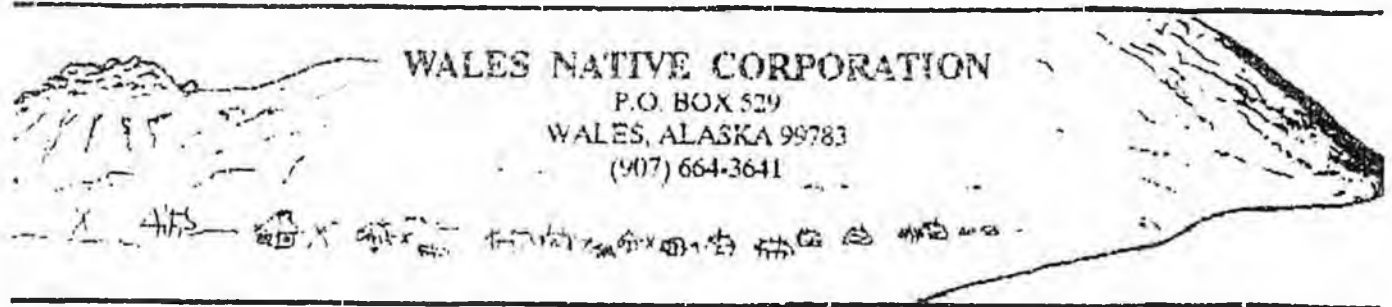 WALES NATIVE CORPORATION
P.O. BOX 529
WALES, ALASKA 99783
(907) 664-3641